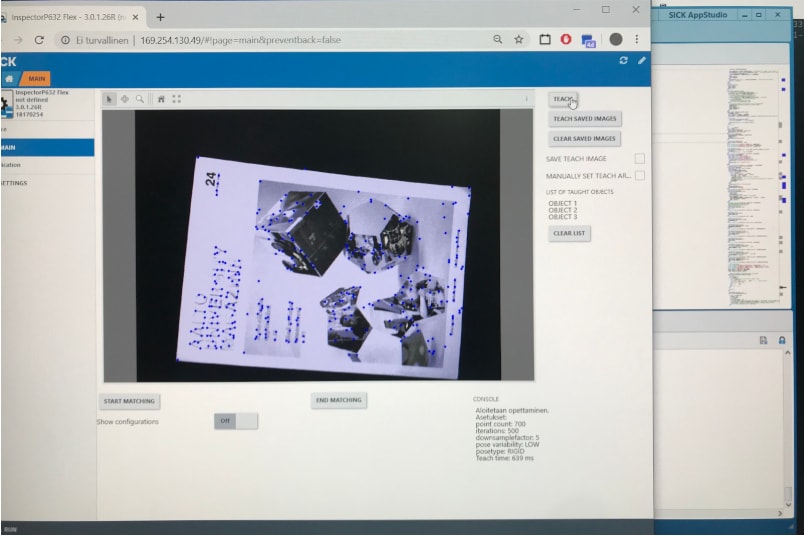 InspectorP632 Flex - 3.0.1.26R (n
SICK AppStudio
Ei turvallinen | 169.254.130.49/#!page=main&preventback=false
CK
MAIN
InspectorP632 Flex
not defined
3.0.1.26R
18170254
MAIN
ication
ETTINGS
TEACH
TEACH SAVED IMAGES
CLEAR SAVED IMAGES
SAVE TEACH IMAGE
MANUALLY SET TEACH AR...
LIST OF TAUGHT OBJECTS
OBJECT 1
OBJECT 2
OBJECT 3
CLEAR LIST
24
START MATCHING
END MATCHING
Show configurations
Off
CONSOLE
Aloitetaan opettaminen.
Asetukset:
point count: 700
iterations: 500
downsamplefactor: 5
pose variability: LOW
posetype: RIGID
Teach time: 639 ms
RUN